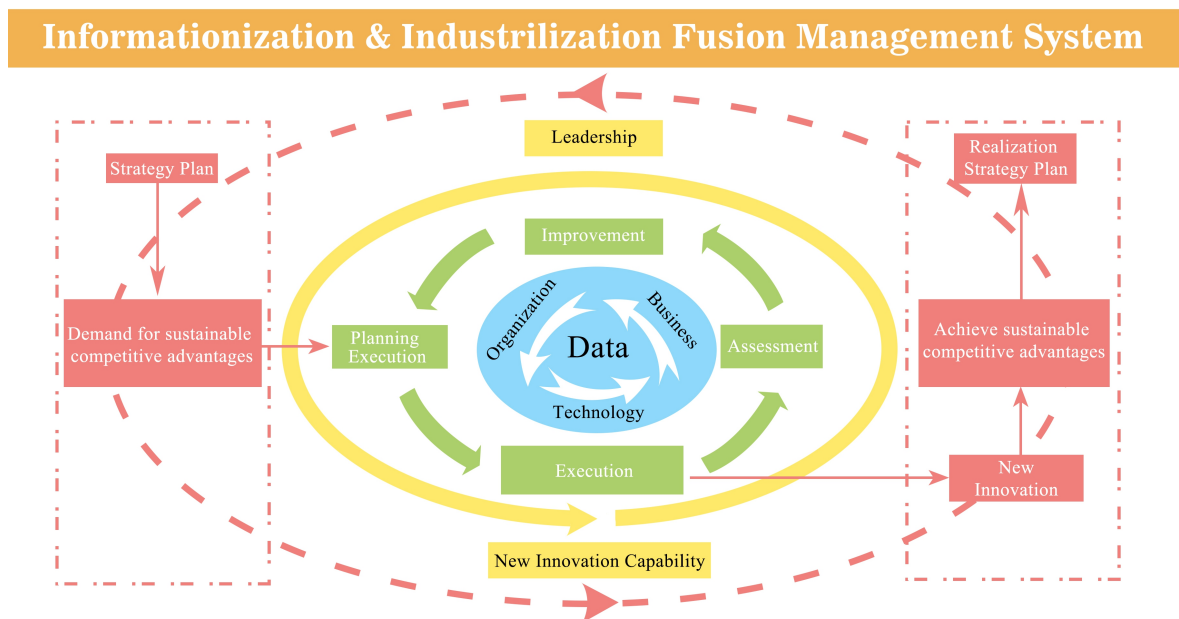 Informationization & Industrilization Fusion Management System
Leadership
Strategy Plan
Realization
Strategy Plan
Improvement
Organization
Business
Demand for sustainable
competitive advantages
Planning
Execution
Data
Assessment
Achieve sustainable
competitive advantages
Technology
Execution
New
Innovation
New Innovation Capability